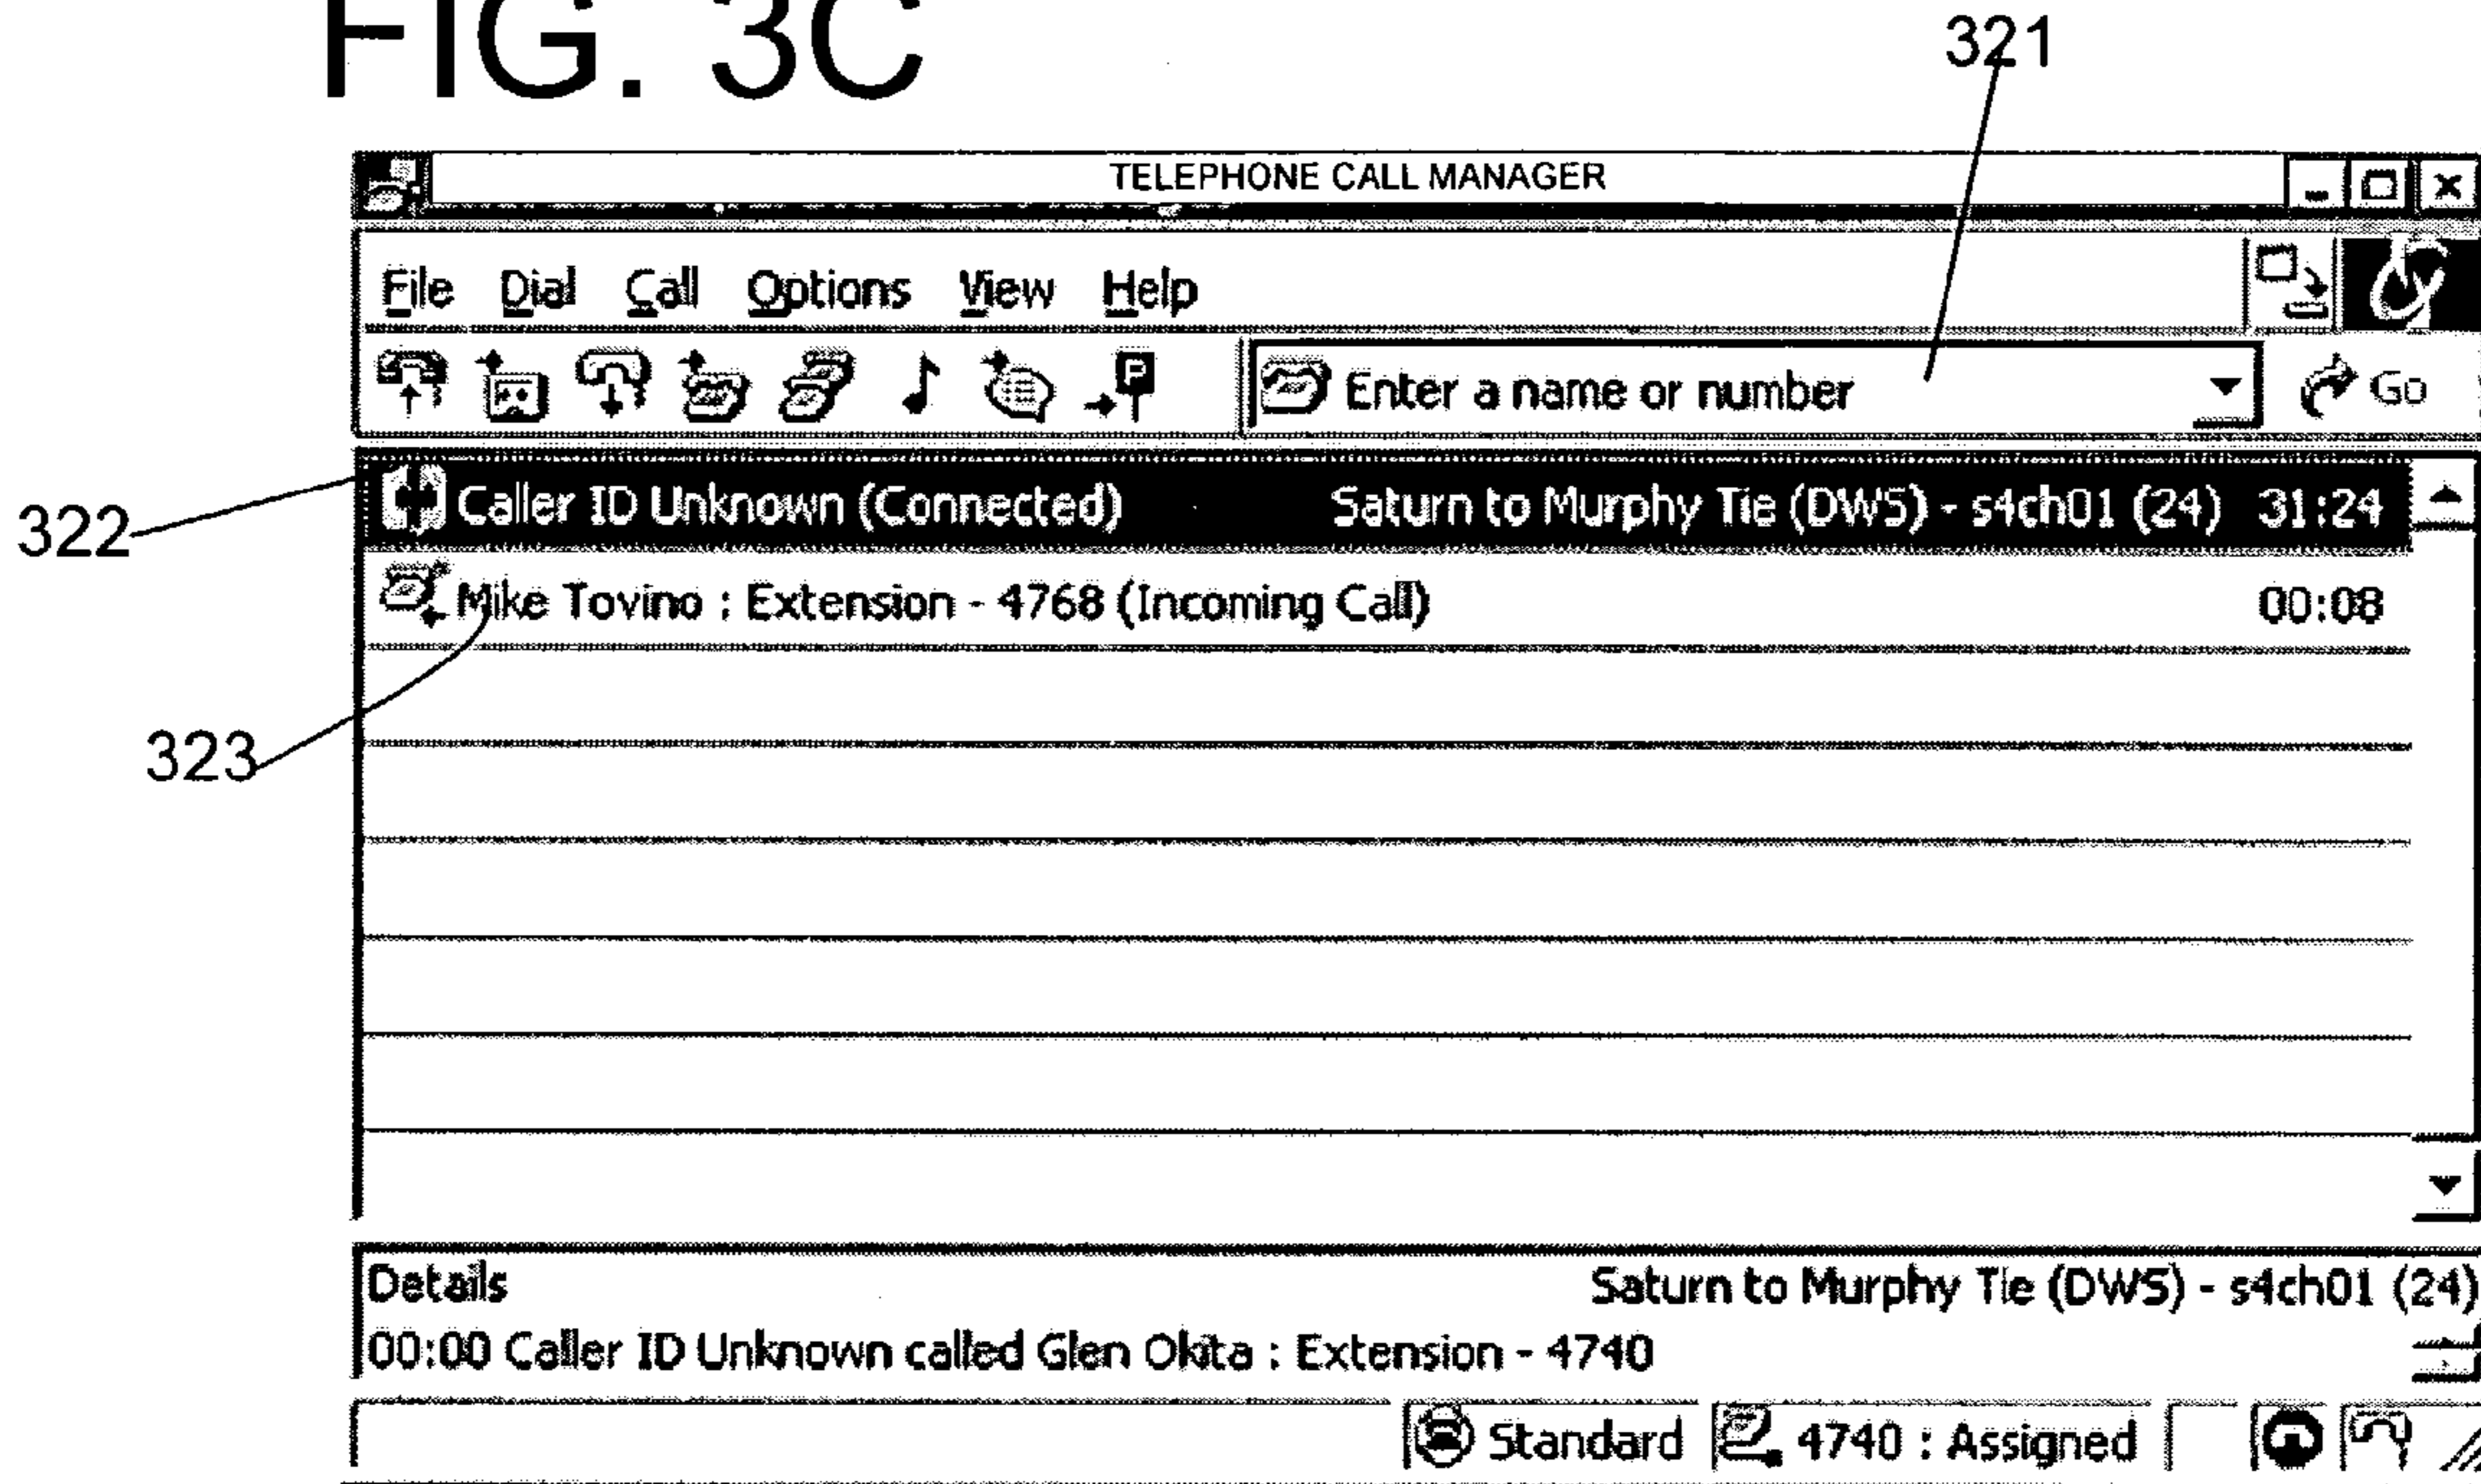 FIG. 3C
321
TELEPHONE CALL MANAGER
File Dial Call Options View Help
P Enter a name or number Go
322 Caller ID Unknown (Connected) Saturn to Murphy Tie (DWS) - s4ch01 (24) 31:24
Mike Tovino : Extension - 4768 (Incoming Call) 00:08
323
Details Saturn to Murphy Tie (DWS) - s4ch01 (24)
00:00 Caller ID Unknown called Glen Okita : Extension - 4740
Standard 4740 : Assigned